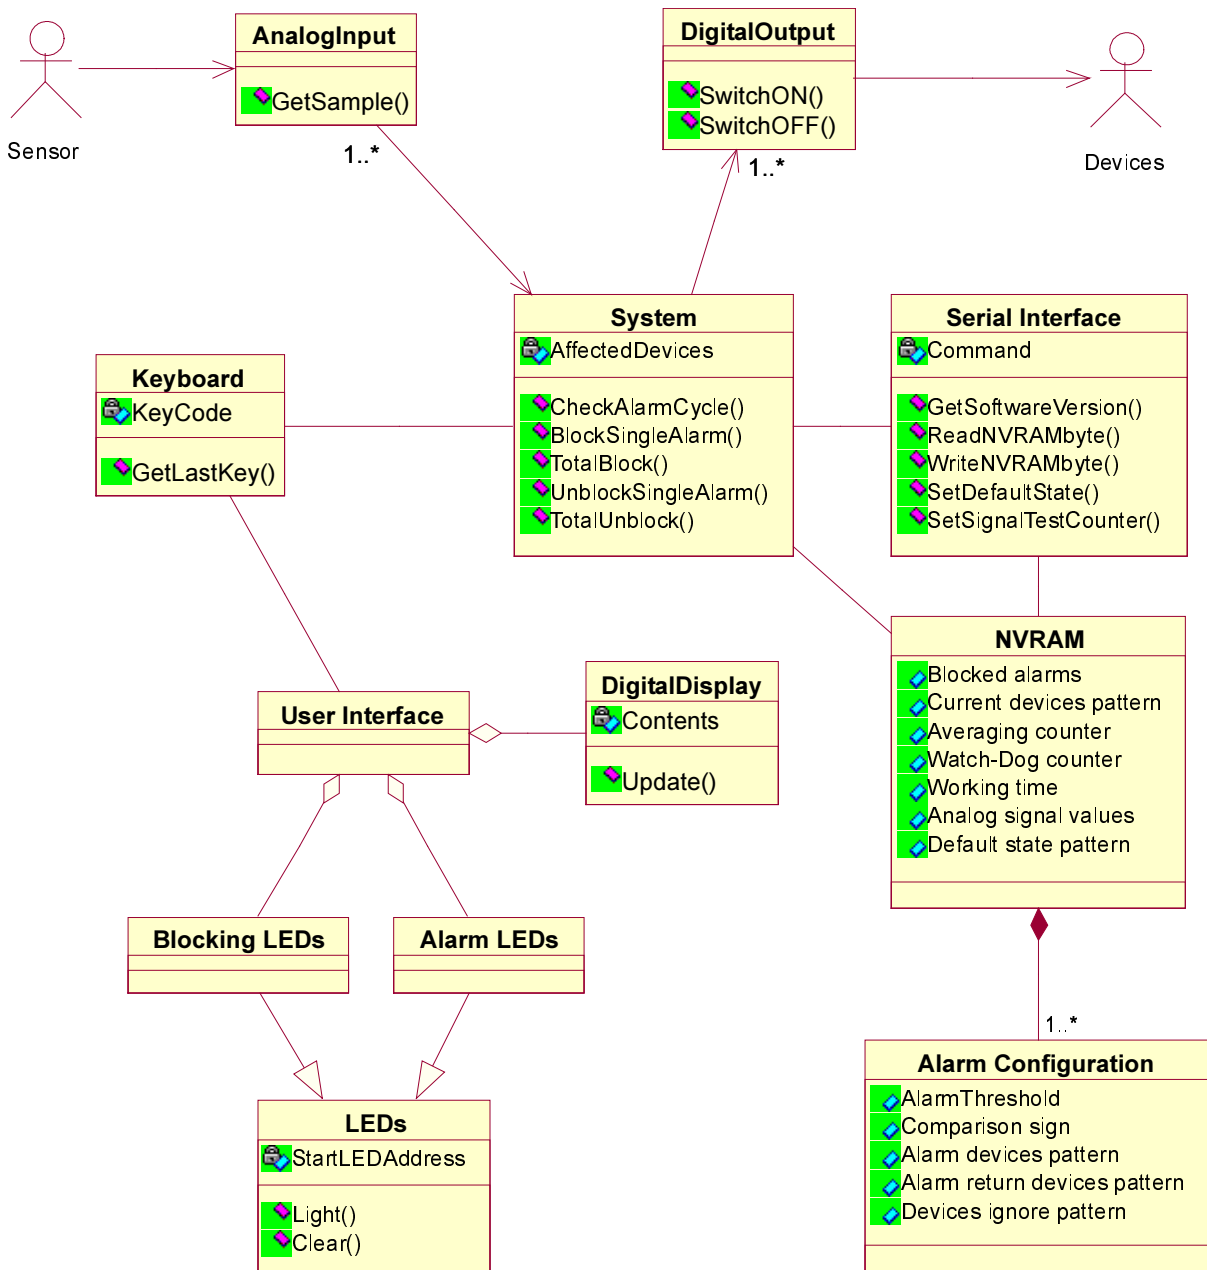 Sensor
AnalogInput
GetSample()
1..*
DigitalOutput
SwitchON()
SwitchOFF()
1..*
Devices
System
AffectedDevices
CheckAlarmCycle()
BlockSingleAlarm()
TotalBlock()
UnblockSingleAlarm()
TotalUnblock()
Serial Interface
Command
GetSoftwareVersion()
ReadNVRAMbyte()
WriteNVRAMbyte()
SetDefaultState()
SetSignalTestCounter()
Keyboard
KeyCode
GetLastKey()
NVRAM
Blocked alarms
Current devices pattern
Averaging counter
Watch-Dog counter
Working time
Analog signal values
Default state pattern
User Interface
DigitalDisplay
Contents
Update()
Blocking LEDs
Alarm LEDs
1..*
Alarm Configuration
AlarmThreshold
Comparison sign
Alarm devices pattern
Alarm return devices pattern
Devices ignore pattern
LEDs
StartLEDAddress
Light()
Clear()